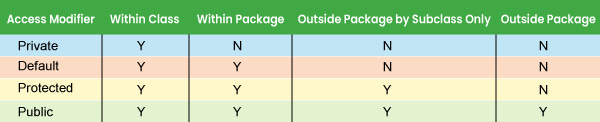 Access Modifier Within Class Within Package Outside Package by Subclass Only Outside Package
Private Y N N N
Default Y Y N N
Protected Y Y Y N
Public Y Y Y Y